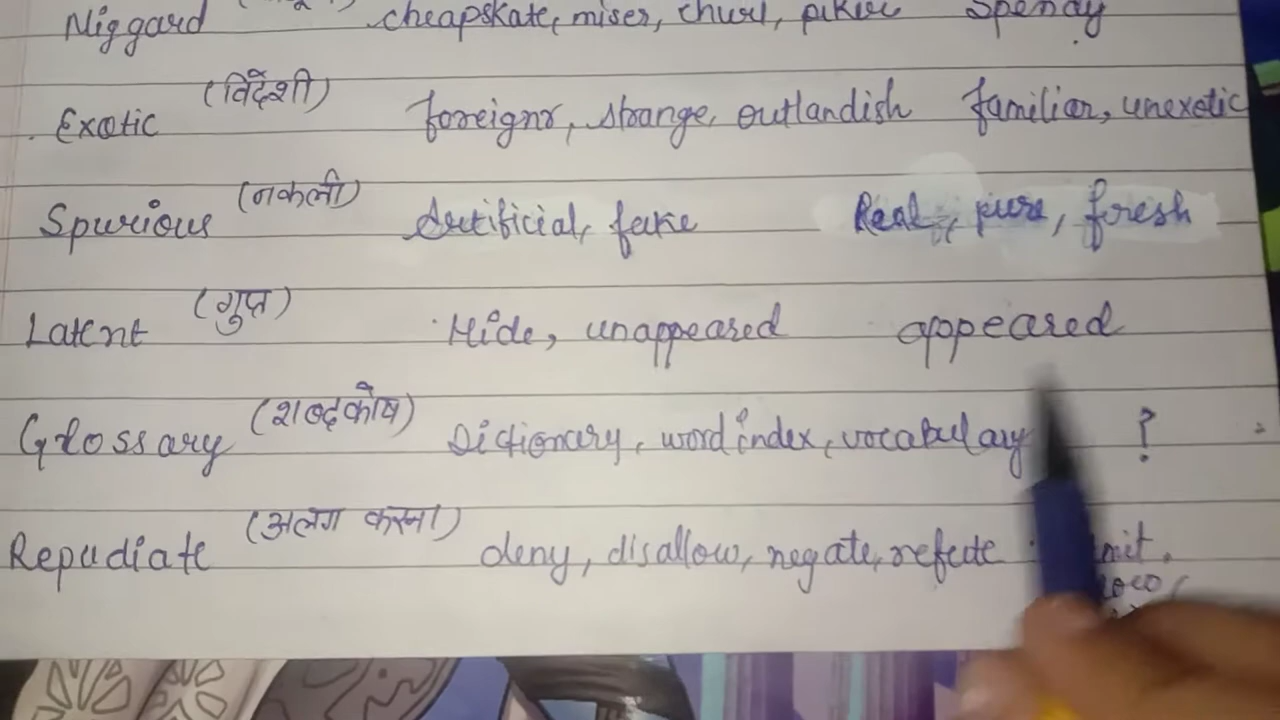 Niggard cheapskate, miser, churl, piker Spendy
Exotic (विदेशी) foreignr, strange, outlandish familiar, unexotic
Spurious (नकली) Artificial, fake Real, pure, fresh
Latent (गुप्त) Hide, unappeared appeared
Glossary (शब्दकोष) Dictionary, word index, vocabulary ?
Repudiate (अलग करना) deny, disallow, negate, refute